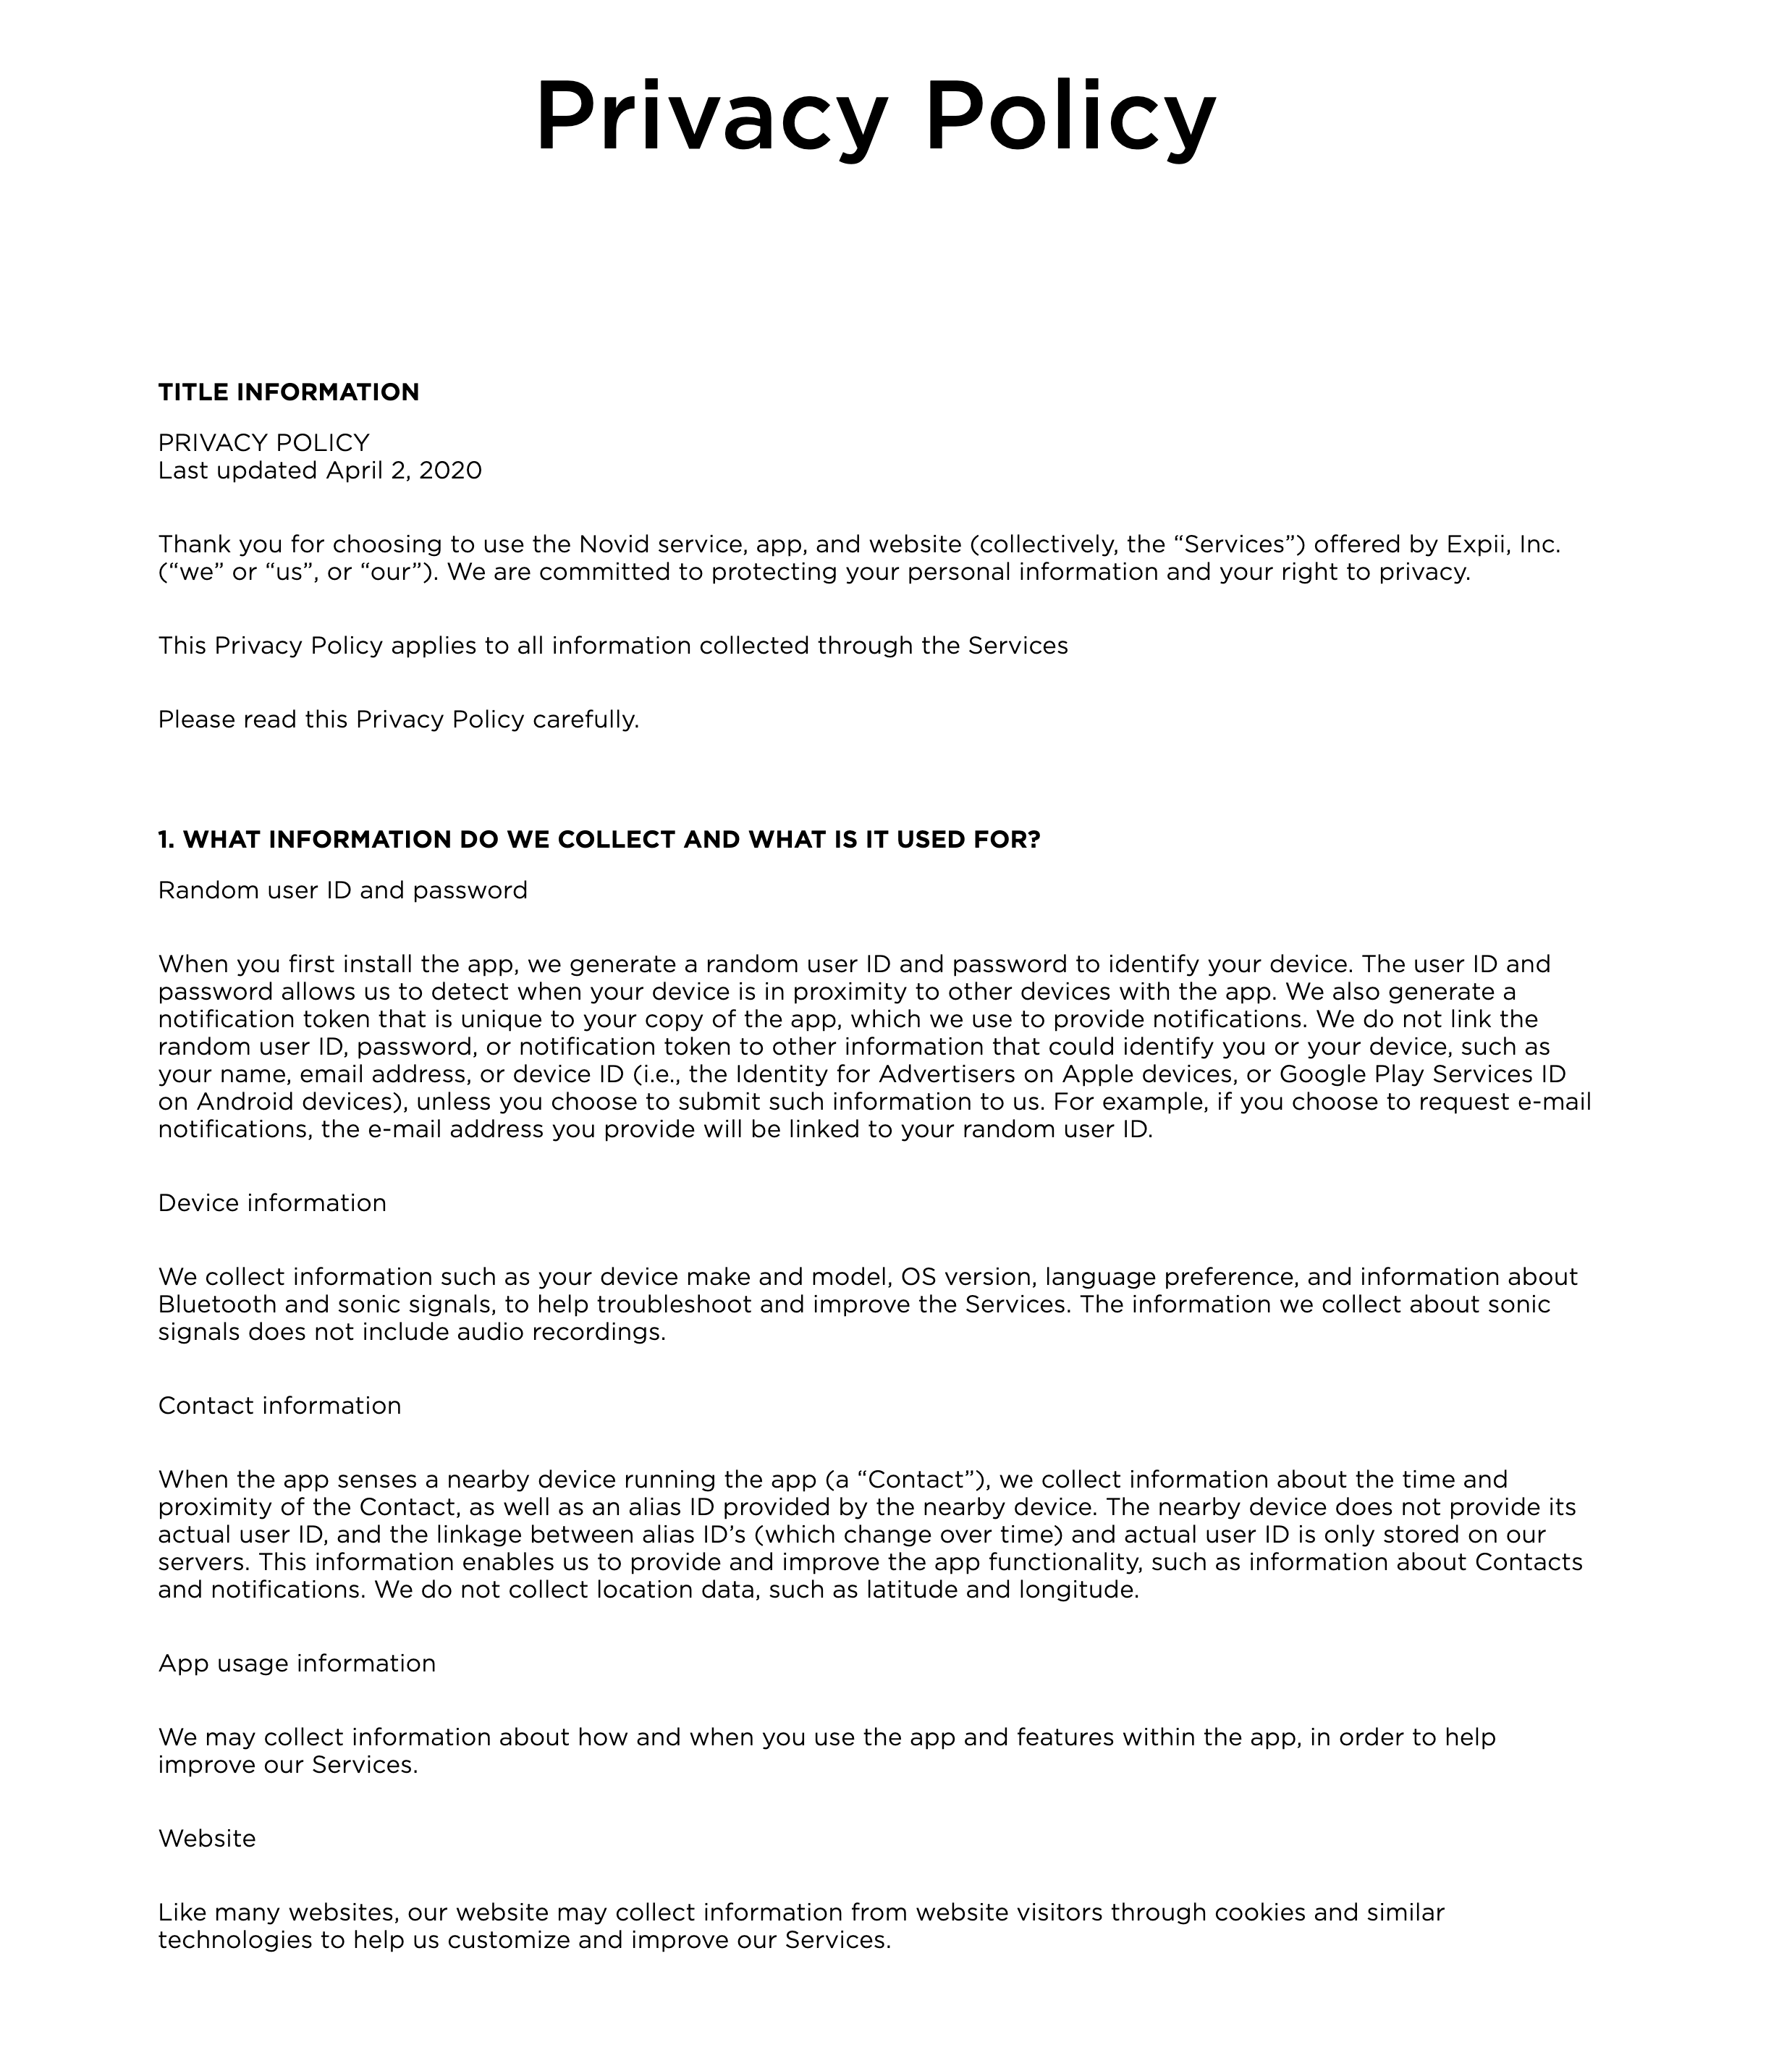 Privacy Policy
TITLE INFORMATION
PRIVACY POLICY
Last updated April 2, 2020
Thank you for choosing to use the Novid service, app, and website (collectively, the “Services”) offered by Expii, Inc.
(“we” or “us”, or “our”). We are committed to protecting your personal information and your right to privacy.
This Privacy Policy applies to all information collected through the Services
Please read this Privacy Policy carefully.
1. WHAT INFORMATION DO WE COLLECT AND WHAT IS IT USED FOR?
Random user ID and password
When you first install the app, we generate a random user ID and password to identify your device. The user ID and
password allows us to detect when your device is in proximity to other devices with the app. We also generate a
notification token that is unique to your copy of the app, which we use to provide notifications. We do not link the
random user ID, password, or notification token to other information that could identify you or your device, such as
your name, email address, or device ID (i.e., the Identity for Advertisers on Apple devices, or Google Play Services ID
on Android devices), unless you choose to submit such information to us. For example, if you choose to request e-mail
notifications, the e-mail address you provide will be linked to your random user ID.
Device information
We collect information such as your device make and model, OS version, language preference, and information about
Bluetooth and sonic signals, to help troubleshoot and improve the Services. The information we collect about sonic
signals does not include audio recordings.
Contact information
When the app senses a nearby device running the app (a “Contact”), we collect information about the time and
proximity of the Contact, as well as an alias ID provided by the nearby device. The nearby device does not provide its
actual user ID, and the linkage between alias ID’s (which change over time) and actual user ID is only stored on our
servers. This information enables us to provide and improve the app functionality, such as information about Contacts
and notifications. We do not collect location data, such as latitude and longitude.
App usage information
We may collect information about how and when you use the app and features within the app, in order to help
improve our Services.
Website
Like many websites, our website may collect information from website visitors through cookies and similar
technologies to help us customize and improve our Services.